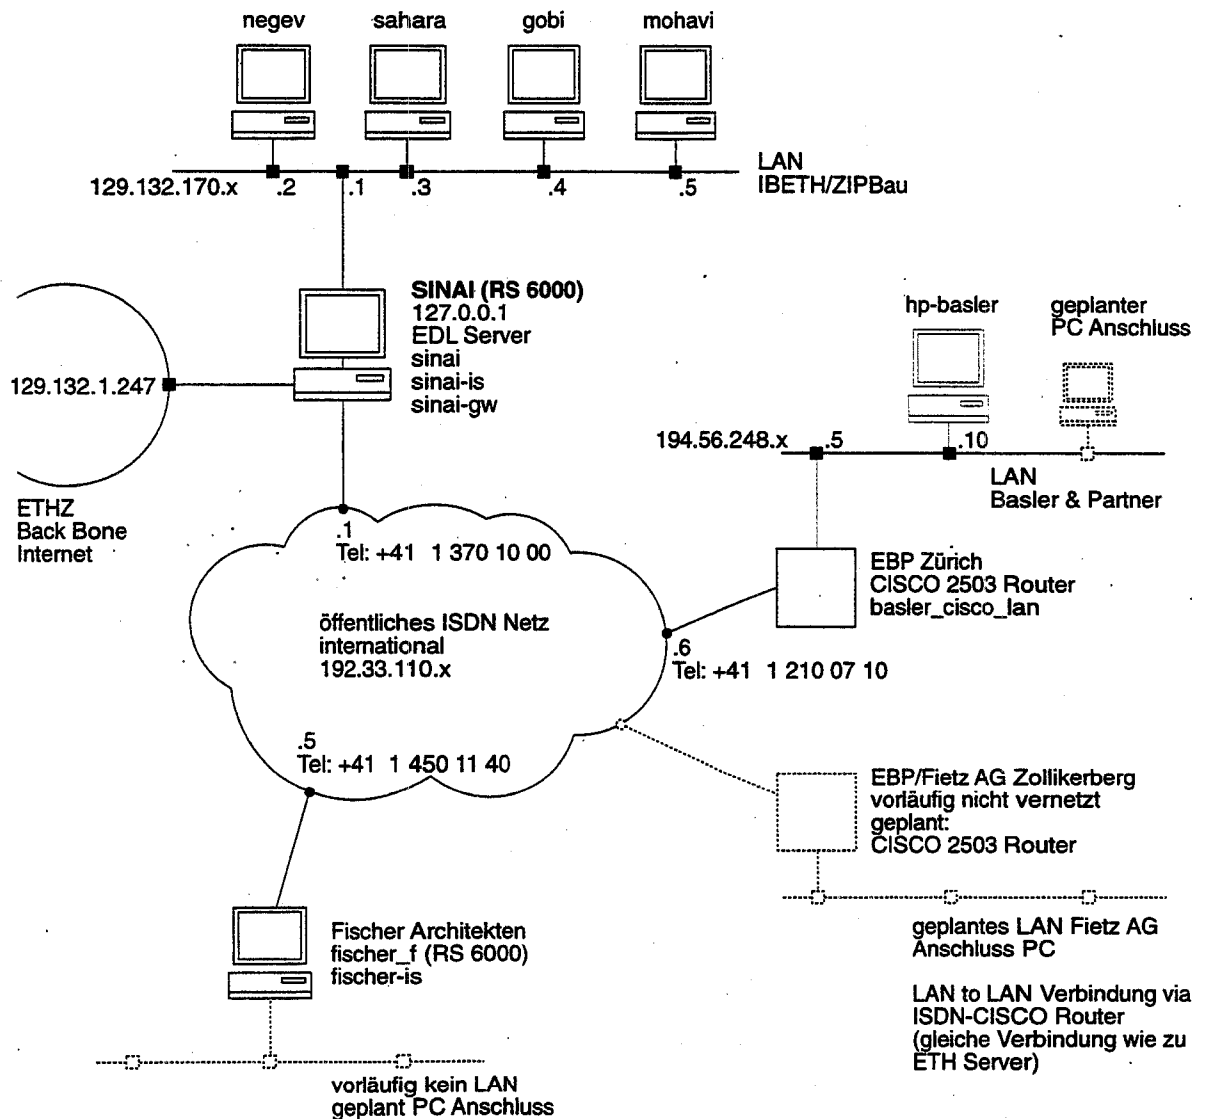 negev
sahara
gobi
mohavi
LAN
IBETH/ZIPBau
129.132.170.x
.2
.1
.3
.4
.5
SINAI (RS 6000)
127.0.0.1
EDL Server
sinai
sinai-is
sinai-gw
129.132.1.247
ETHZ
Back Bone
Internet
hp-basler
geplanter
PC Anschluss
194.56.248.x
.5
.10
LAN
Basler & Partner
.1
Tel: +41 1 370 10 00
EBP Zürich
CISCO 2503 Router
basler_cisco_lan
öffentliches ISDN Netz
international
192.33.110.x
.6
Tel: +41 1 210 07 10
.5
Tel: +41 1 450 11 40
EBP/Fietz AG Zollikerberg
vorläufig nicht vernetzt
geplant:
CISCO 2503 Router
Fischer Architekten
fischer_f (RS 6000)
fischer-is
geplantes LAN Fietz AG
Anschluss PC
LAN to LAN Verbindung via
ISDN-CISCO Router
(gleiche Verbindung wie zu
ETH Server)
vorläufig kein LAN
geplant PC Anschluss